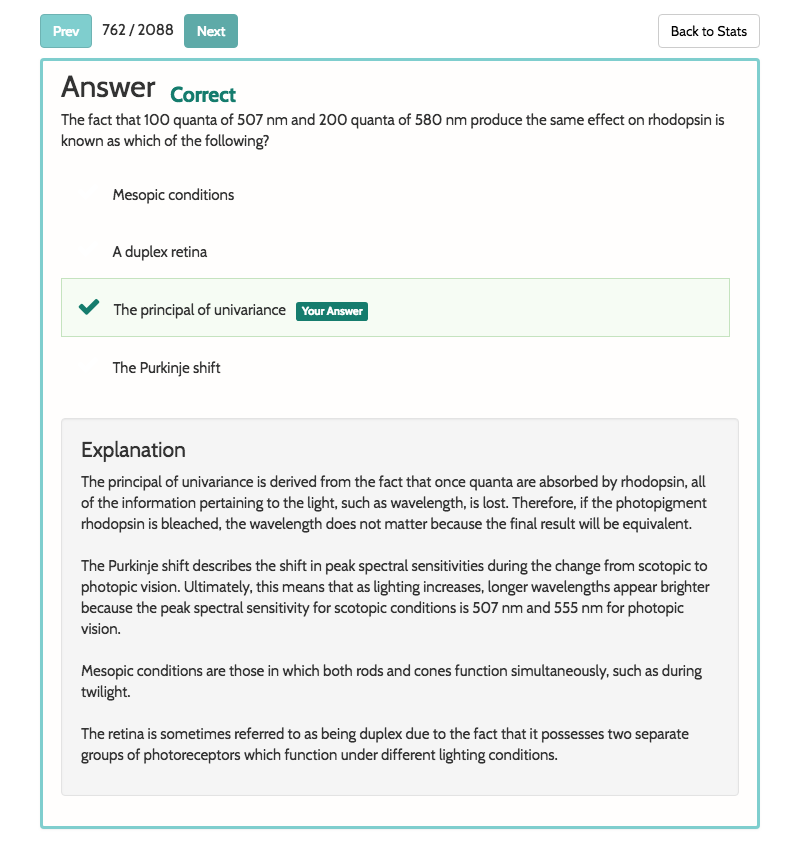 Prev 762 / 2088 Next Back to Stats
Answer Correct
The fact that 100 quanta of 507 nm and 200 quanta of 580 nm produce the same effect on rhodopsin is
known as which of the following?
Mesopic conditions
A duplex retina
The principal of univariance Your Answer
The Purkinje shift
Explanation
The principal of univariance is derived from the fact that once quanta are absorbed by rhodopsin, all
of the information pertaining to the light, such as wavelength, is lost. Therefore, if the photopigment
rhodopsin is bleached, the wavelength does not matter because the final result will be equivalent.
The Purkinje shift describes the shift in peak spectral sensitivities during the change from scotopic to
photopic vision. Ultimately, this means that as lighting increases, longer wavelengths appear brighter
because the peak spectral sensitivity for scotopic conditions is 507 nm and 555 nm for photopic
vision.
Mesopic conditions are those in which both rods and cones function simultaneously, such as during
twilight.
The retina is sometimes referred to as being duplex due to the fact that it possesses two separate
groups of photoreceptors which function under different lighting conditions.